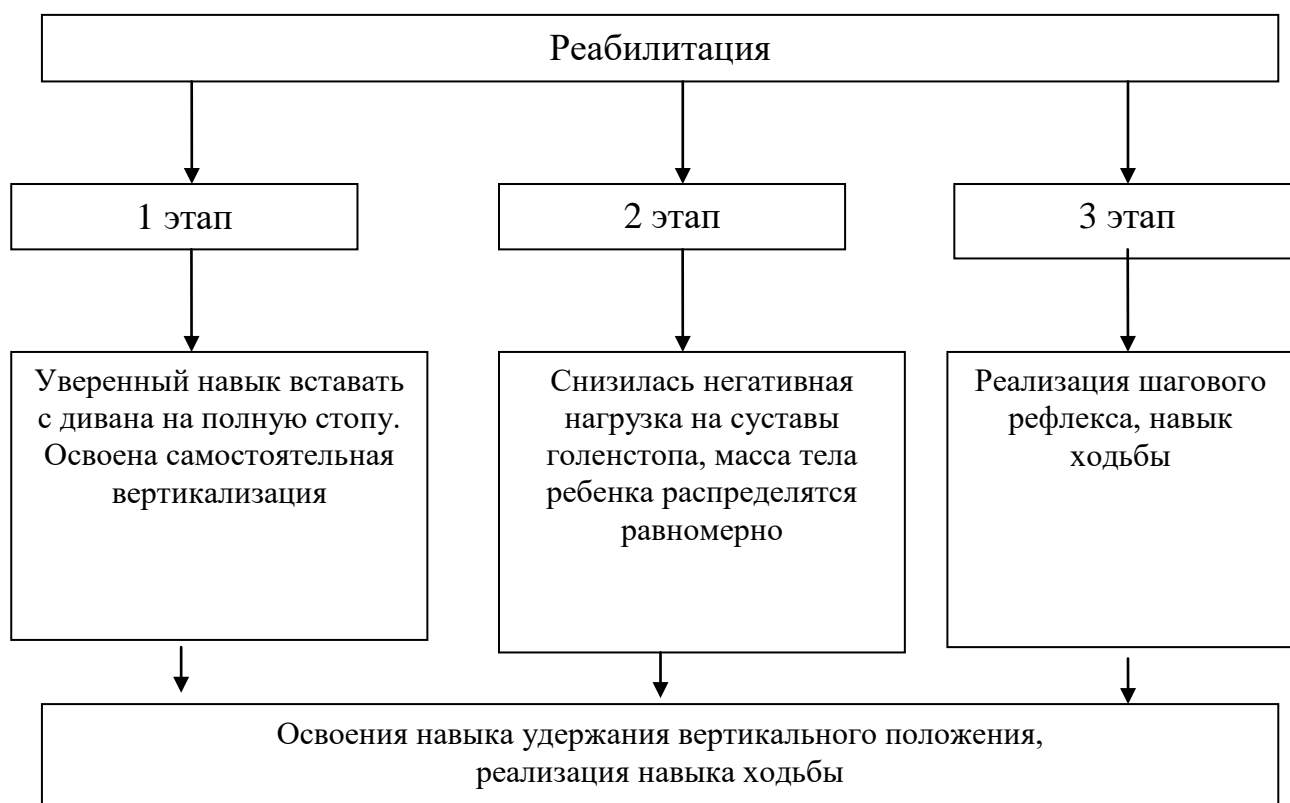 Реабилитация
1 этап
2 этап
3 этап
Уверенный навык вставать
с дивана на полную стопу.
Освоена самостоятельная
вертикализация
Снизилась негативная
нагрузка на суставы
голенстопа, масса тела
ребенка распределятся
равномерно
Реализация шагового
рефлекса, навык
ходьбы
Освоения навыка удержания вертикального положения,
реализация навыка ходьбы